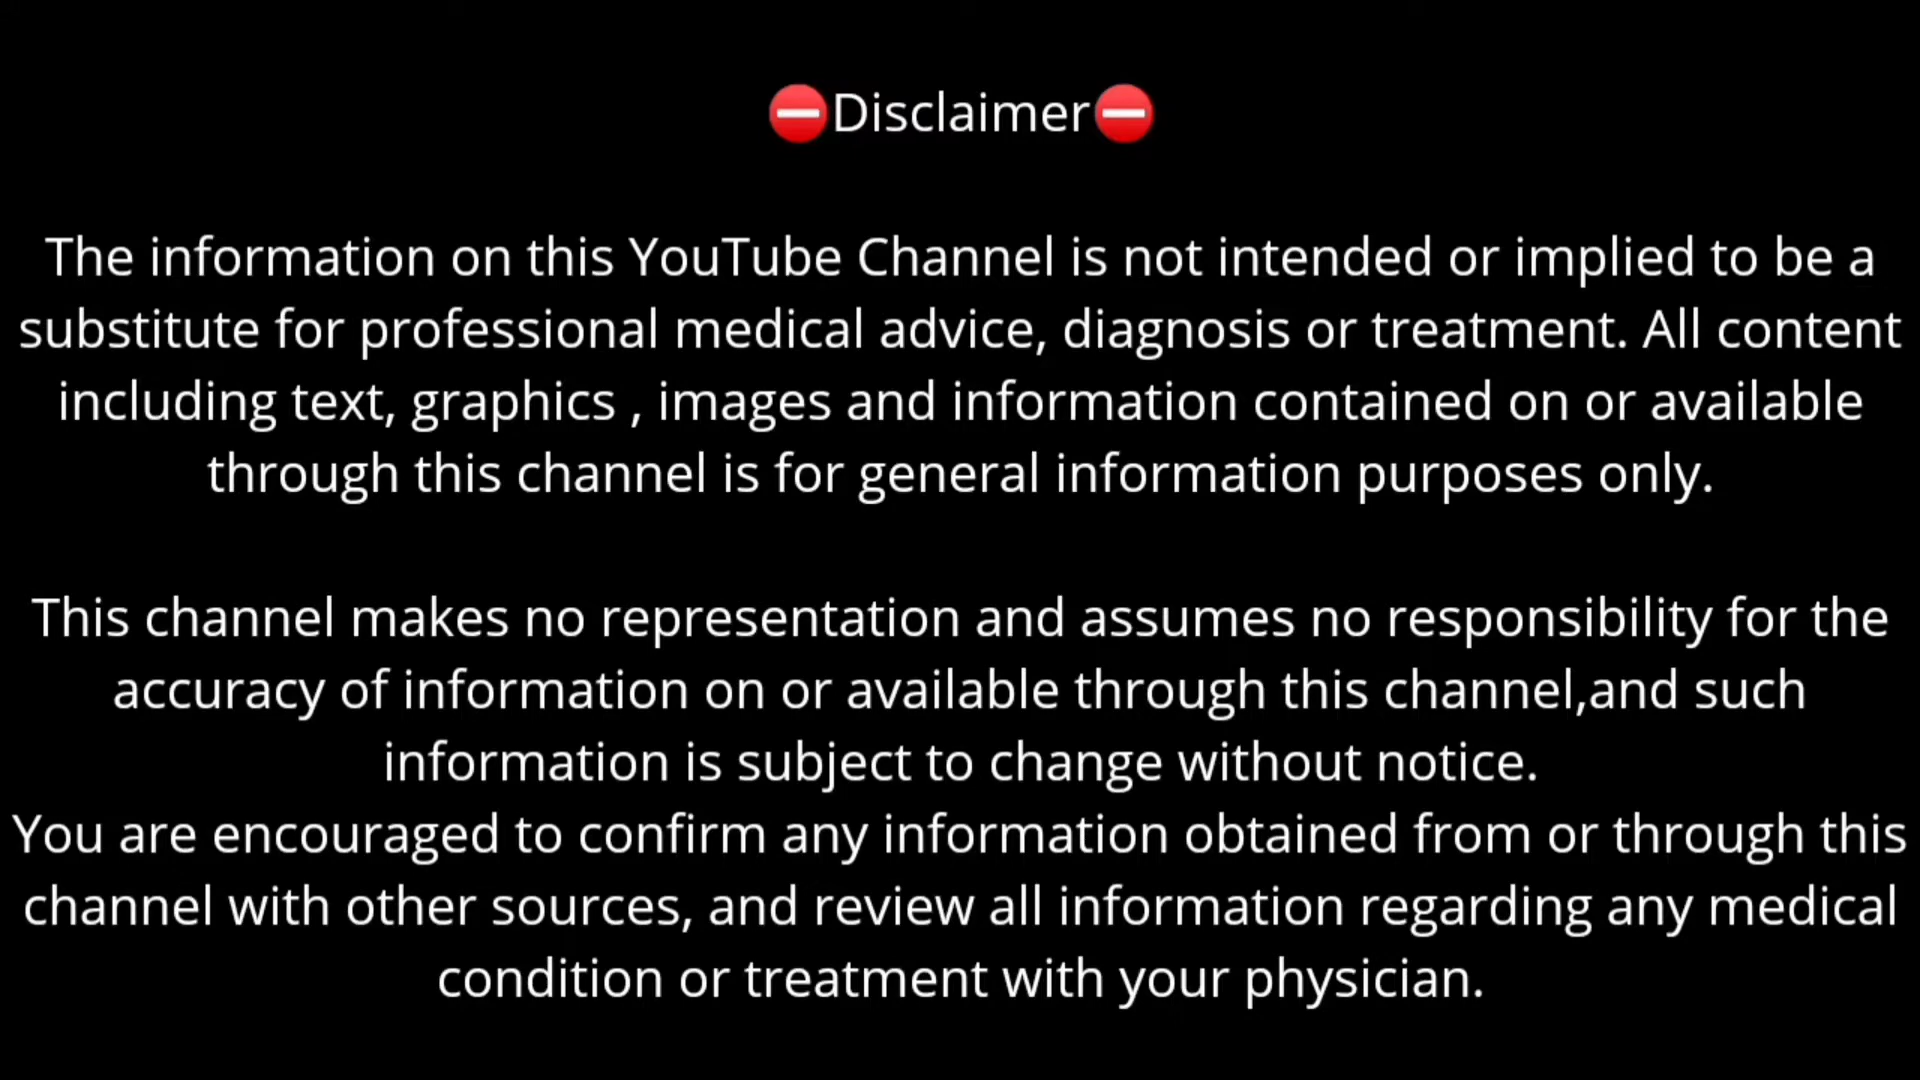 ⛔Disclaimer⛔
The information on this YouTube Channel is not intended or implied to be a
substitute for professional medical advice, diagnosis or treatment. All content
including text, graphics , images and information contained on or available
through this channel is for general information purposes only.
This channel makes no representation and assumes no responsibility for the
accuracy of information on or available through this channel,and such
information is subject to change without notice.
You are encouraged to confirm any information obtained from or through this
channel with other sources, and review all information regarding any medical
condition or treatment with your physician.